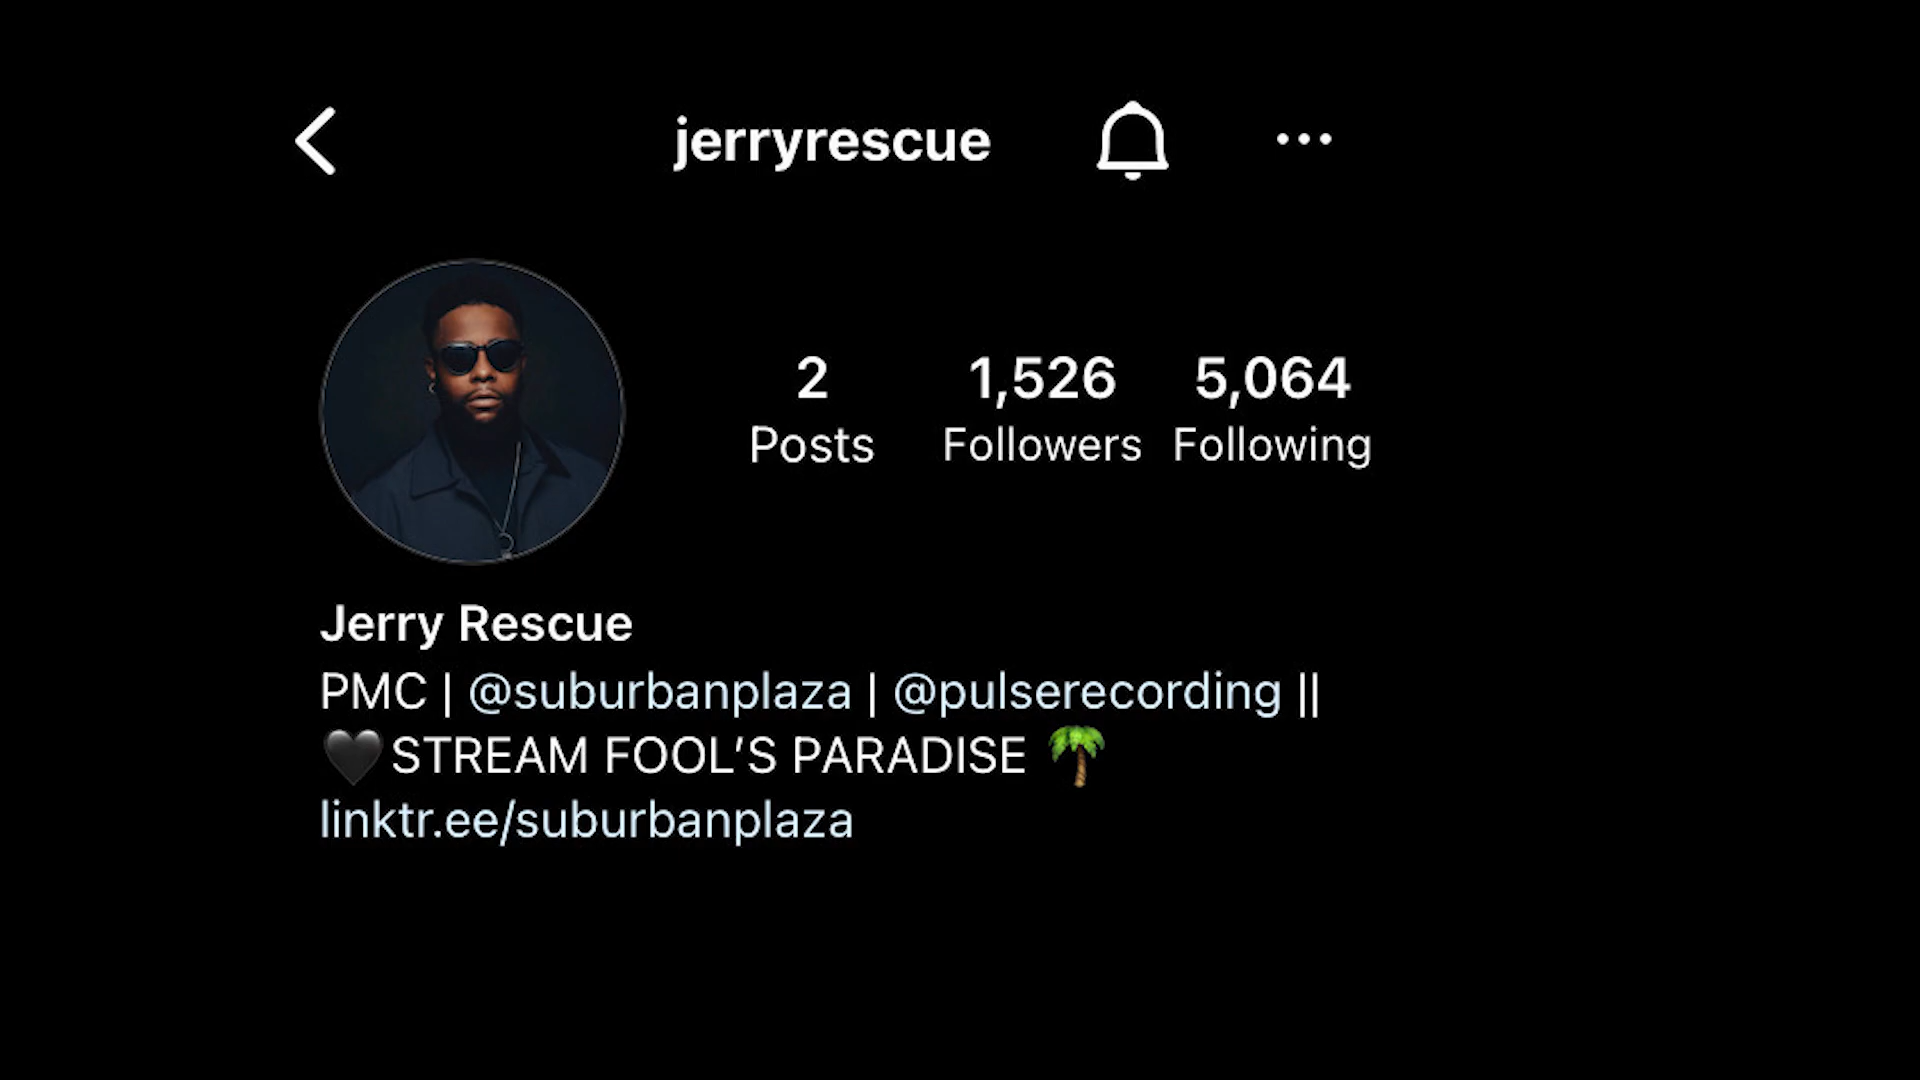 jerryrescue
2 1,526 5,064
Posts Followers Following
Jerry Rescue
PMC | @suburbanplaza | @pulserecording ||
🖤STREAM FOOL’S PARADISE 🌴
linktr.ee/suburbanplaza